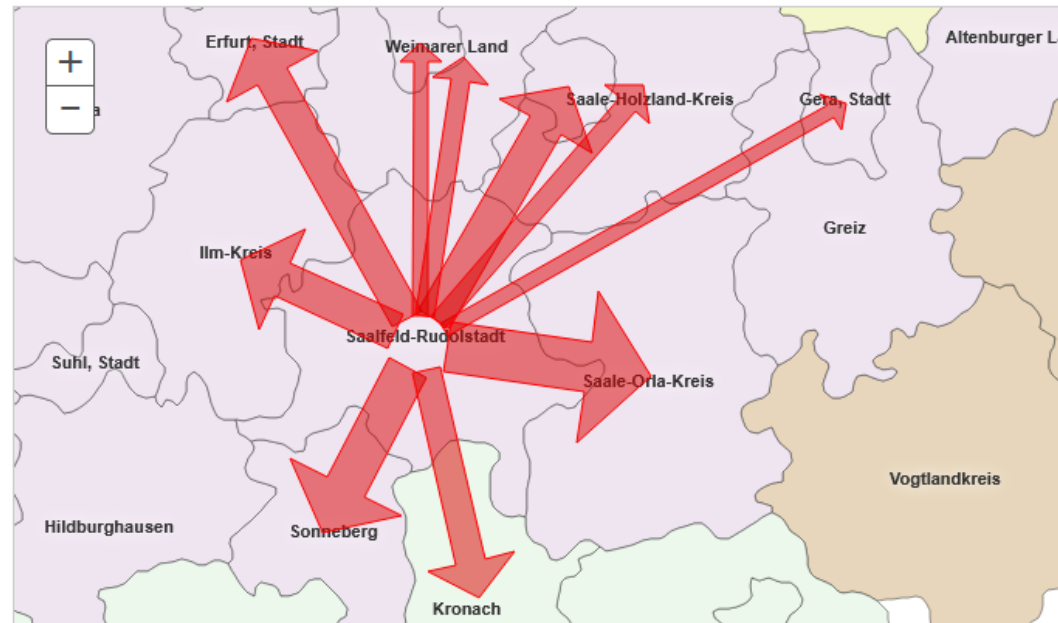 Erfurt, Stadt
Weimarer Land
Altenburger La
+
−
a
Saale-Holzland-Kreis
Gera, Stadt
Greiz
Ilm-Kreis
Saalfeld-Rudolstadt
Suhl, Stadt
Saale-Orla-Kreis
Vogtlandkreis
Hildburghausen
Sonneberg
Kronach